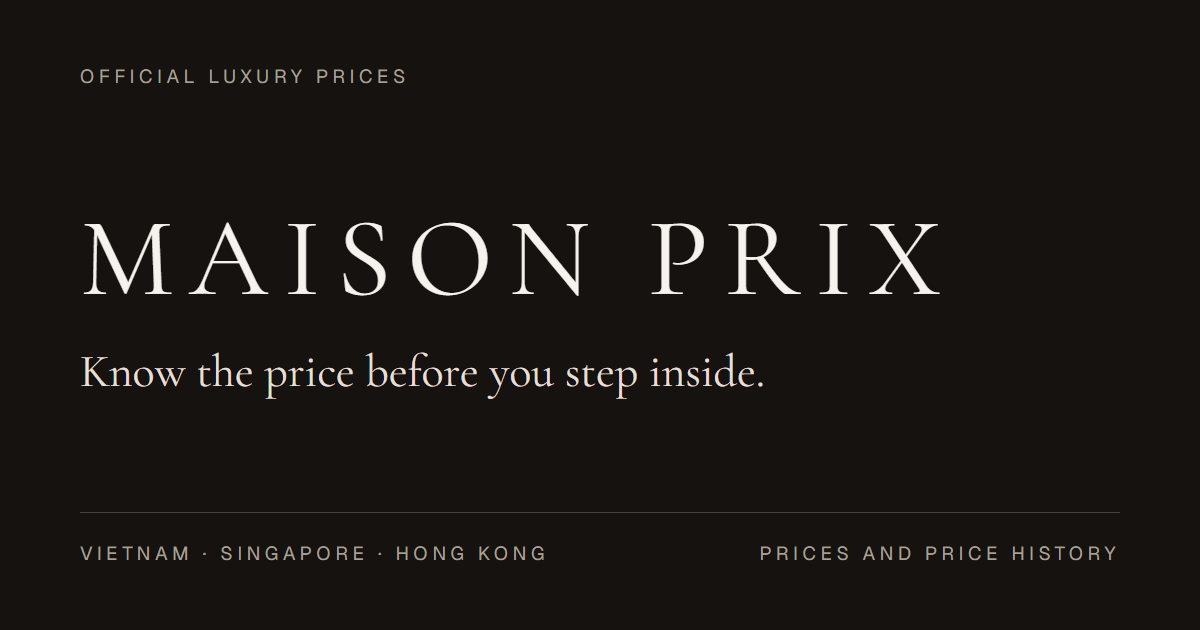 OFFICIAL LUXURY PRICES
MAISON PRIX
Know the price before you step inside.
VIETNAM · SINGAPORE · HONG KONG
PRICES AND PRICE HISTORY